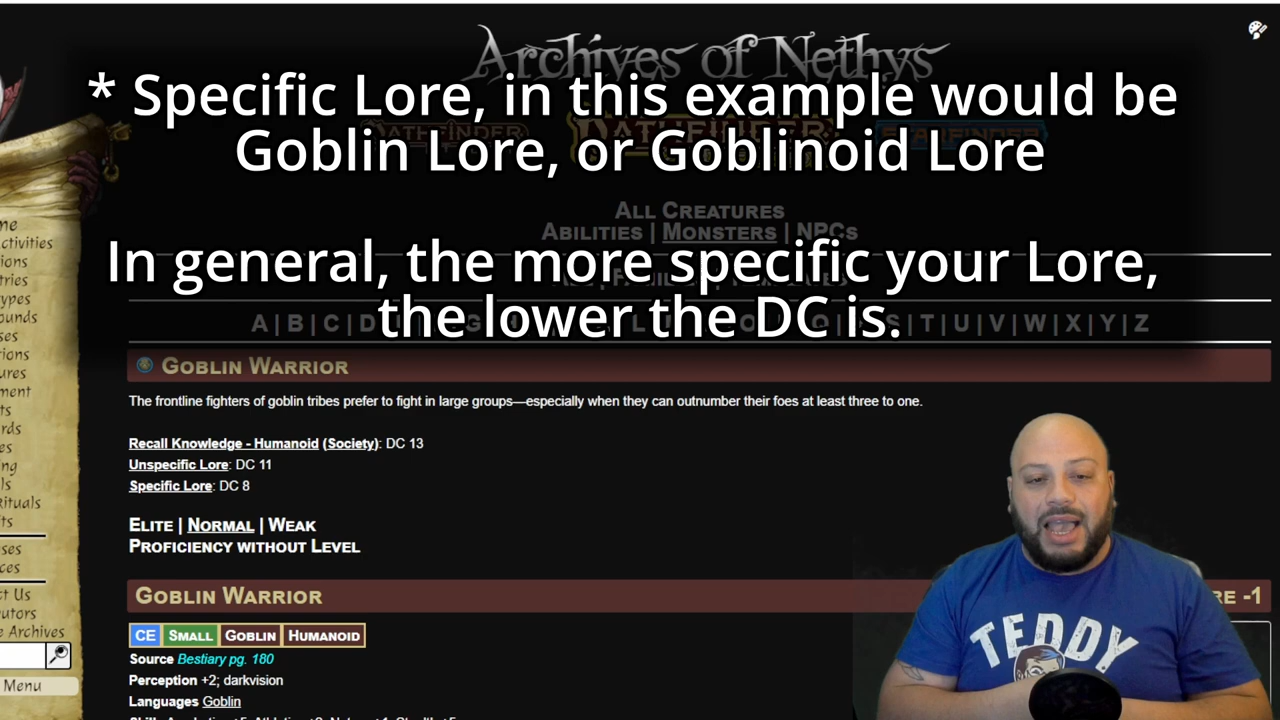 Archives of Nethys
* Specific Lore, in this example would be
Goblin Lore, or Goblinoid Lore
All Creatures
Abilities | Monsters | NPCs
In general, the more specific your Lore,
the lower the DC is.
Goblin Warrior
The frontline fighters of goblin tribes prefer to fight in large groups—especially when they can outnumber their foes at least three to one.
Recall Knowledge - Humanoid (Society): DC 13
Unspecific Lore: DC 11
Specific Lore: DC 8
Elite | Normal | Weak
Proficiency without Level
Goblin Warrior
-1
CE Small Goblin Humanoid
Source Bestiary pg. 180
Perception +2; darkvision
Languages Goblin
TEDDY
Archives
Menu